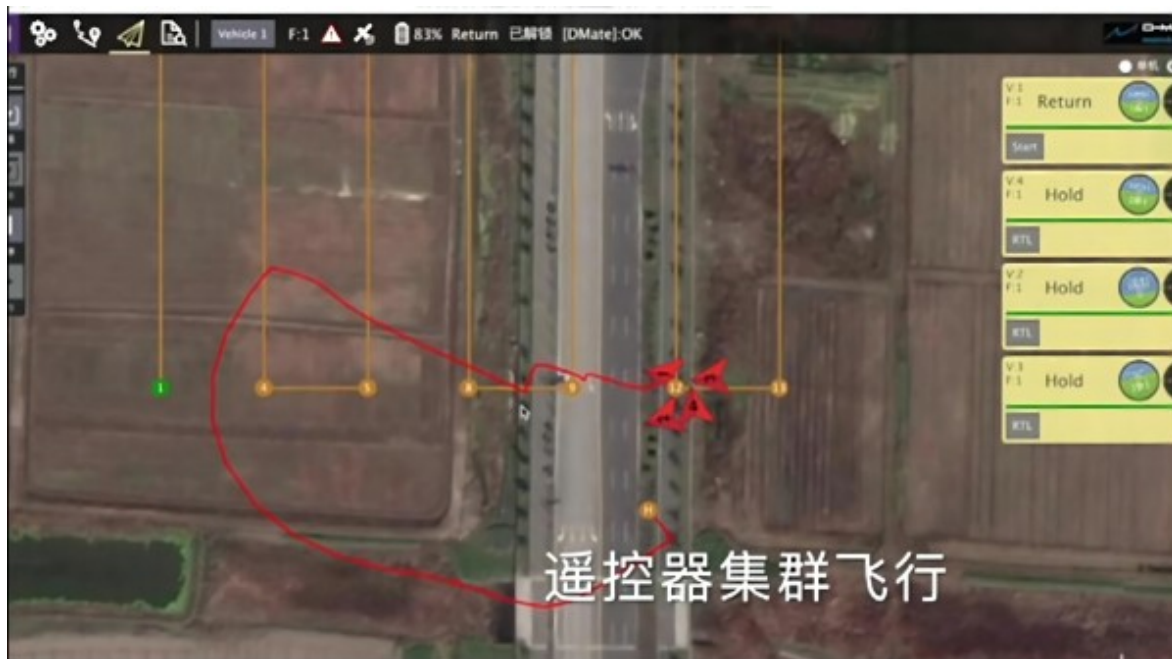 Vehicle 1 F:1 83% Return 已解锁 [DMate]:OK
单机
V:1
F:1
Return
Start
V:4
F:1
Hold
RTL
V:2
F:1
Hold
RTL
V:3
F:1
Hold
RTL
1
4
5
8
9
12
13
H
遥控器集群飞行